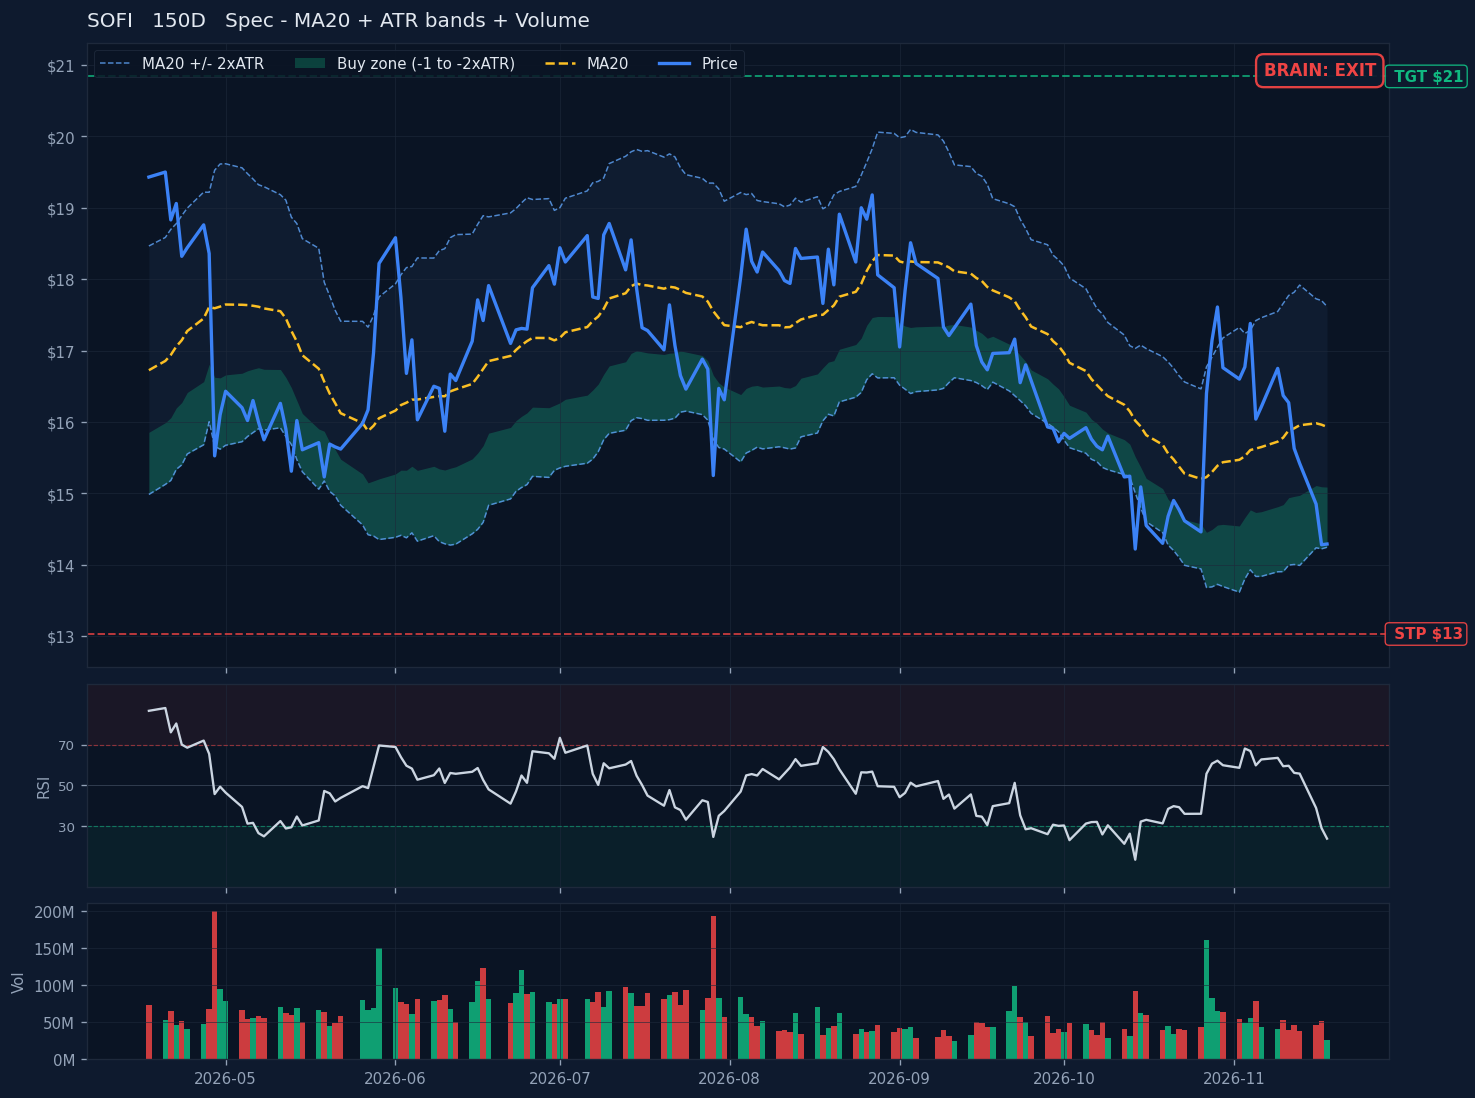 SOFI 150D Spec - MA20 + ATR bands + Volume
MA20 +/- 2xATR Buy zone (-1 to -2xATR) MA20 Price
BRAIN: EXIT
TGT $21
$21
$20
$19
$18
$17
$16
$15
$14
$13
STP $13
RSI
70
50
30
Vol
200M
150M
100M
50M
0M
2026-05 2026-06 2026-07 2026-08 2026-09 2026-10 2026-11